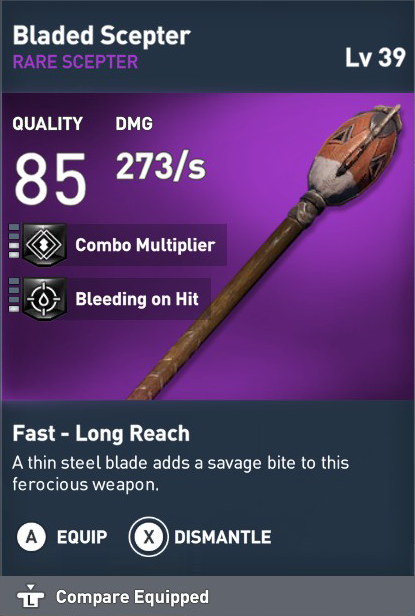 Bladed Scepter
RARE SCEPTER
Lv 39
QUALITY DMG
85 273/s
Combo Multiplier
Bleeding on Hit
Fast - Long Reach
A thin steel blade adds a savage bite to this
ferocious weapon.
A EQUIP X DISMANTLE
L Compare Equipped